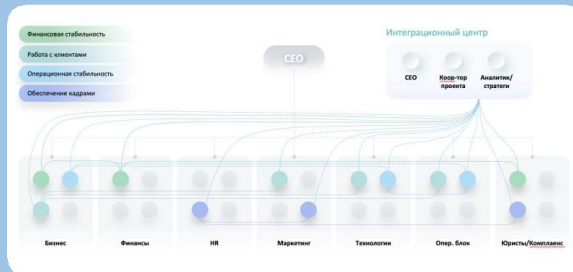 Финансовая стабильность
Работа с клиентами
Операционная стабильность
Обеспечение кадрами
CEO
Интеграционный центр
CEO
Коор-тор
проекта
Аналитик/
стратеги
Бизнес
Финансы
HR
Маркетинг
Технологии
Опер. блок
Юристы/Комплаенс